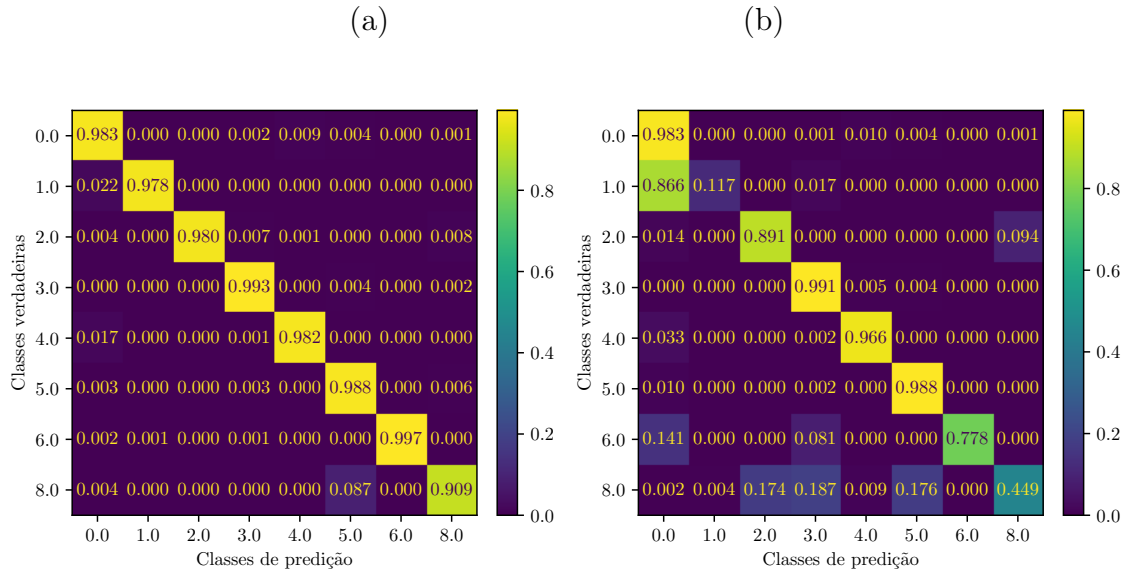 (a)
0.0 0.983 0.000 0.000 0.002 0.009 0.004 0.000 0.001
1.0 0.022 0.978 0.000 0.000 0.000 0.000 0.000 0.000
2.0 0.004 0.000 0.980 0.007 0.001 0.000 0.000 0.008
3.0 0.000 0.000 0.000 0.993 0.000 0.004 0.000 0.002
4.0 0.017 0.000 0.000 0.001 0.982 0.000 0.000 0.000
5.0 0.003 0.000 0.000 0.003 0.000 0.988 0.000 0.006
6.0 0.002 0.001 0.000 0.001 0.000 0.000 0.997 0.000
8.0 0.004 0.000 0.000 0.000 0.000 0.087 0.000 0.909
0.0 1.0 2.0 3.0 4.0 5.0 6.0 8.0
Classes de predição
Classes verdadeiras
0.8
0.6
0.4
0.2
0.0
(b)
0.0 0.983 0.000 0.000 0.001 0.010 0.004 0.000 0.001
1.0 0.866 0.117 0.000 0.017 0.000 0.000 0.000 0.000
2.0 0.014 0.000 0.891 0.000 0.000 0.000 0.000 0.094
3.0 0.000 0.000 0.000 0.991 0.005 0.004 0.000 0.000
4.0 0.033 0.000 0.000 0.002 0.966 0.000 0.000 0.000
5.0 0.010 0.000 0.000 0.002 0.000 0.988 0.000 0.000
6.0 0.141 0.000 0.000 0.081 0.000 0.000 0.778 0.000
8.0 0.002 0.004 0.174 0.187 0.009 0.176 0.000 0.449
0.0 1.0 2.0 3.0 4.0 5.0 6.0 8.0
Classes de predição
Classes verdadeiras
0.8
0.6
0.4
0.2
0.0